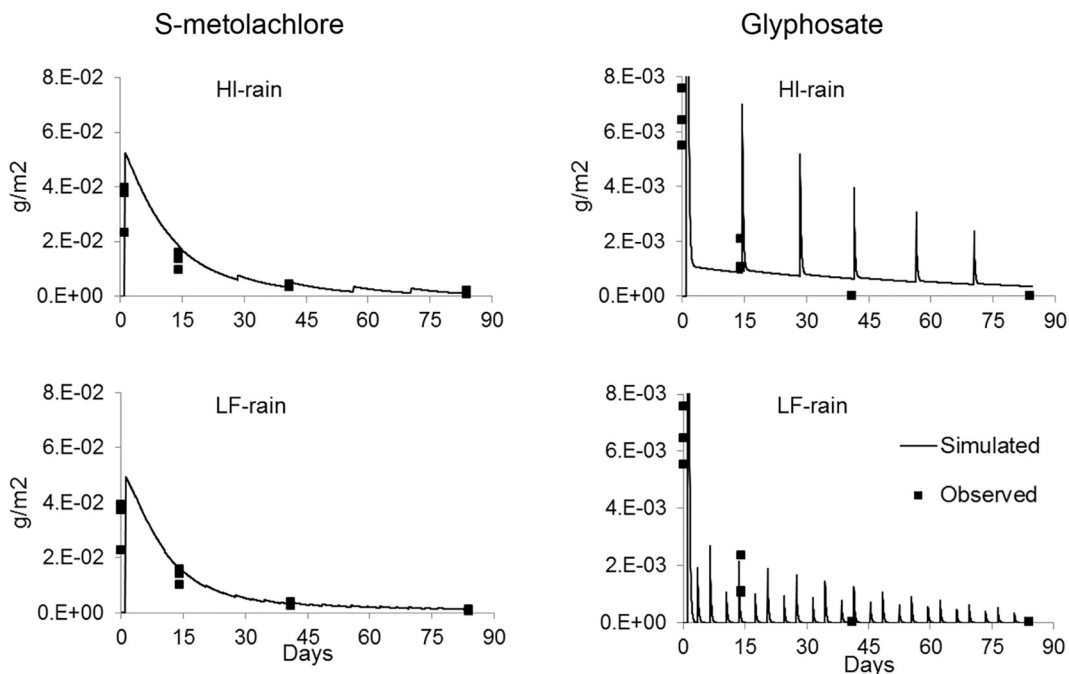 S-metolachlore
Glyphosate
HI-rain
g/m2
8.E-02
6.E-02
4.E-02
2.E-02
0.E+00
0 15 30 45 60 75 90
HI-rain
g/m2
8.E-03
6.E-03
4.E-03
2.E-03
0.E+00
0 15 30 45 60 75 90
LF-rain
g/m2
8.E-02
6.E-02
4.E-02
2.E-02
0.E+00
0 15 30 45 60 75 90
Days
LF-rain
g/m2
8.E-03
6.E-03
4.E-03
2.E-03
0.E+00
0 15 30 45 60 75 90
Days
Simulated
Observed